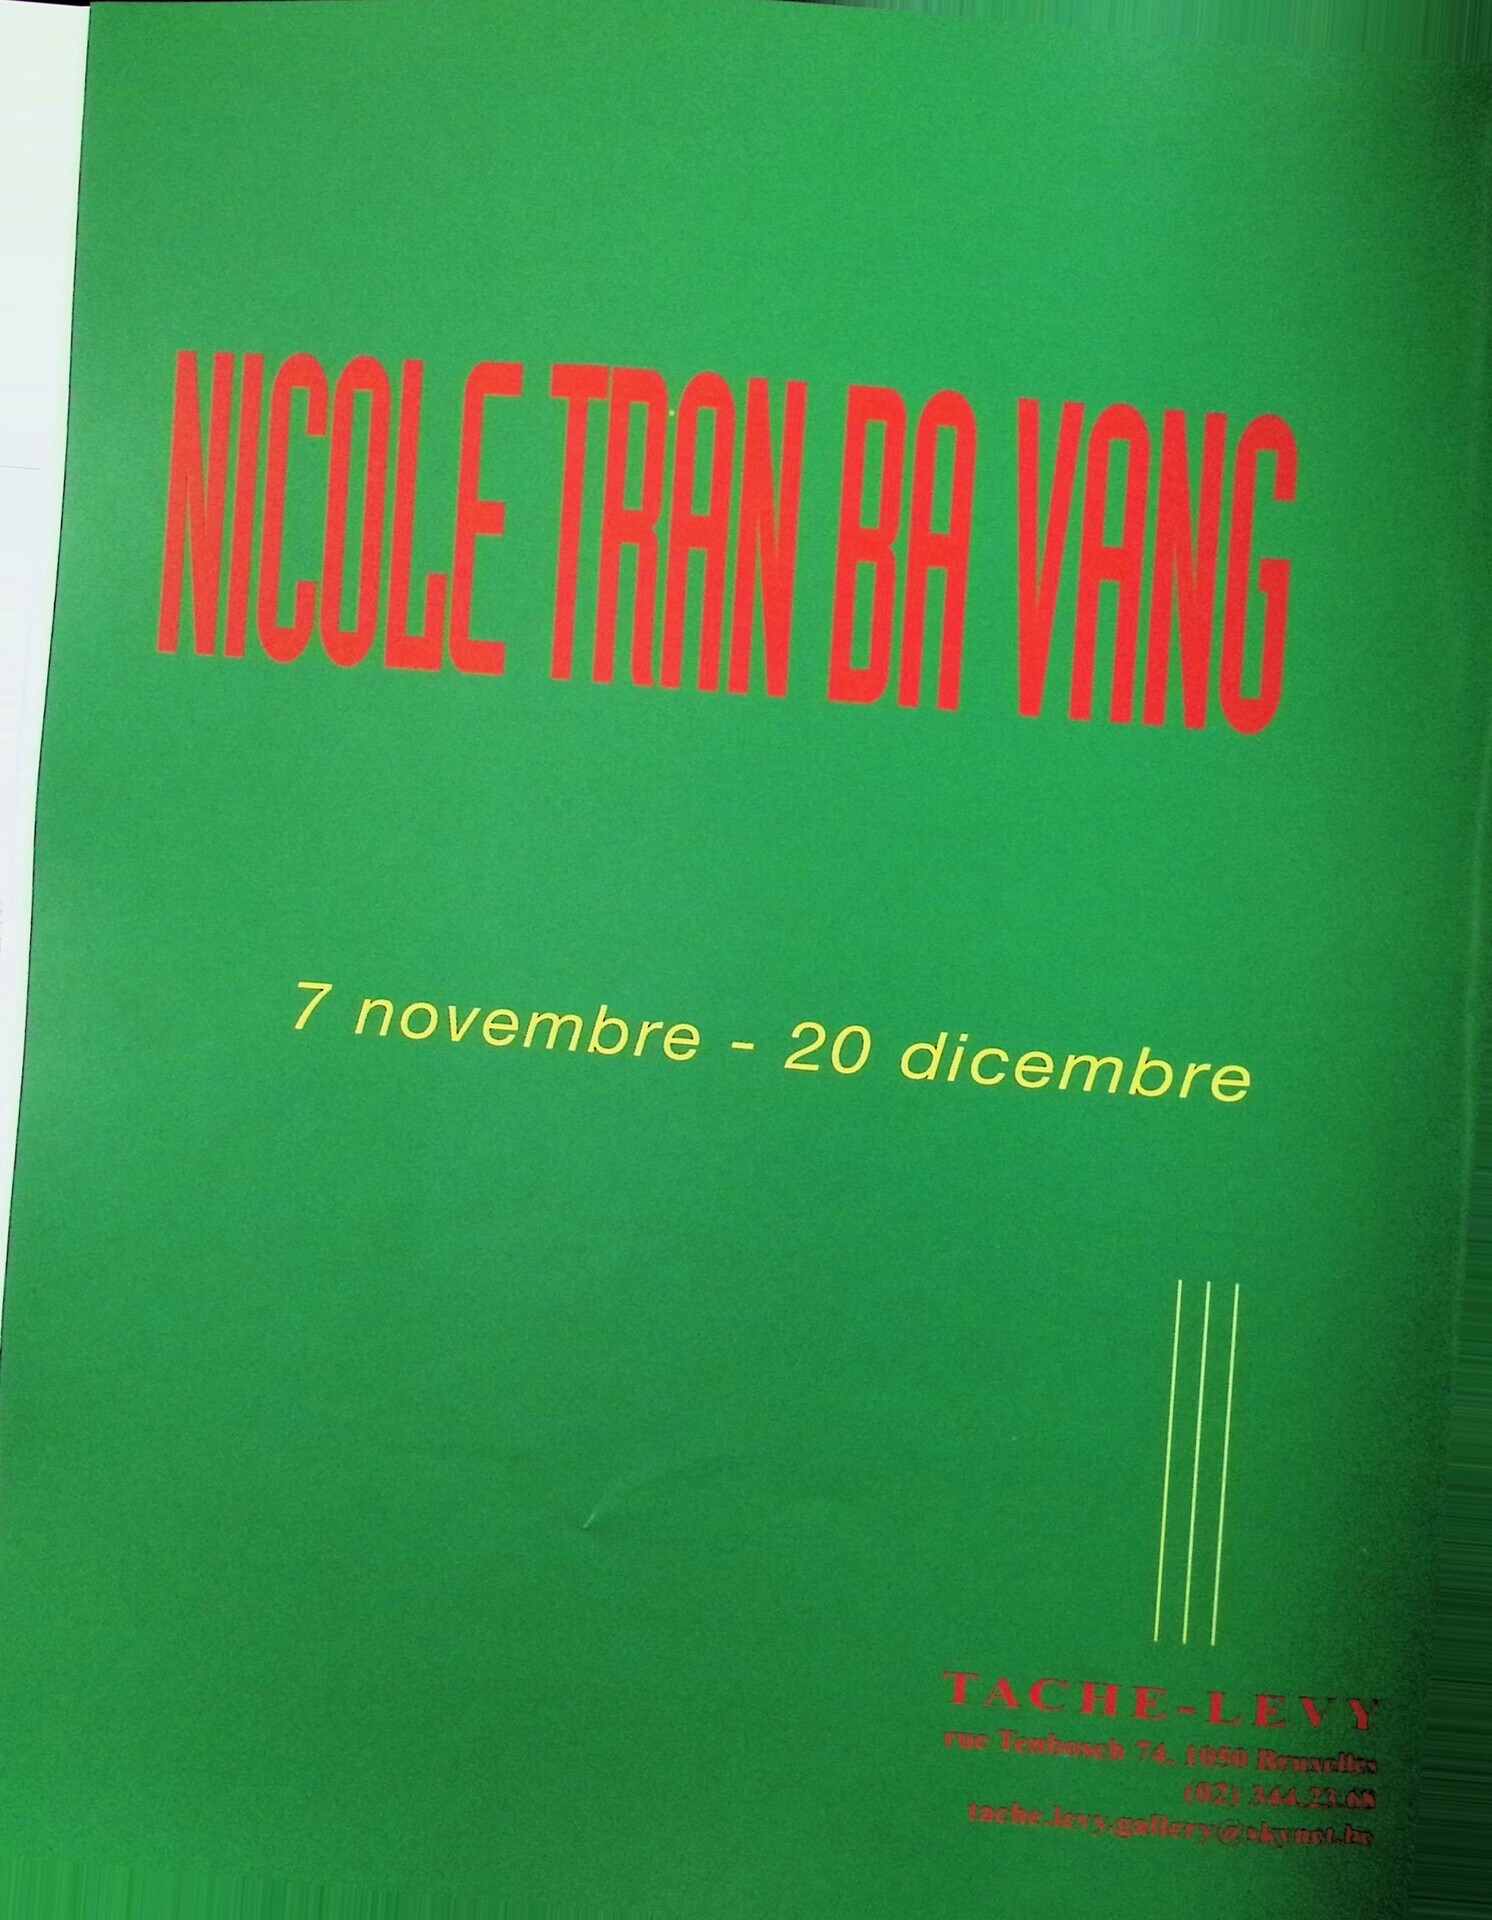 NICOLE TRAN BA VANG
7 novembre - 20 dicembre
TACHE-LEVY
rue Tenbosch 74, 1050 Bruxelles
(02) 344.23.68
tache.levy.gallery@skynet.be